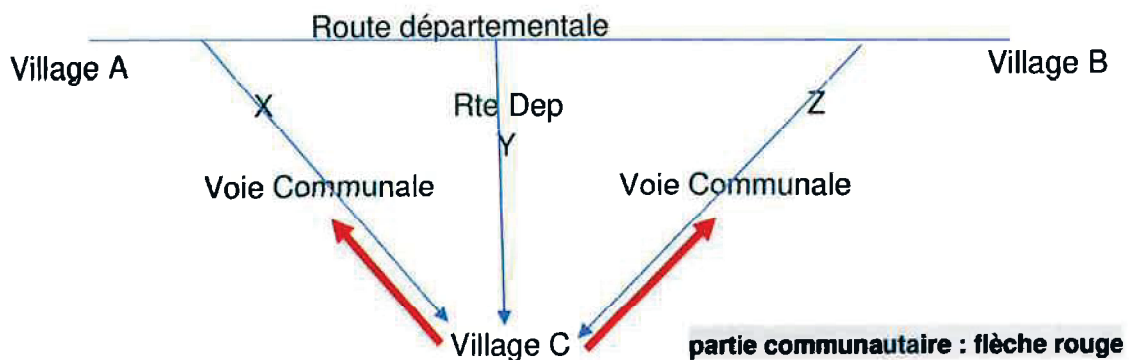 Route départementale
Village A
Village B
X
Rte Dep
Z
Y
Voie Communale
Voie Communale
Village C
partie communautaire : flèche rouge